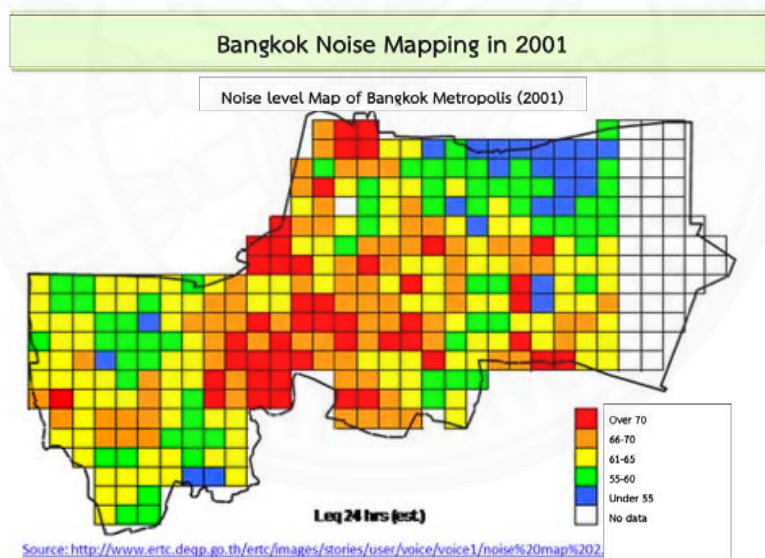 Bangkok Noise Mapping in 2001
Noise level Map of Bangkok Metropolis (2001)
Over 70
66-70
61-65
55-60
Under 55
No data
Leq 24 hrs (est.)
Source: http://www.ertc.deqp.go.th/ertc/images/stories/user/voice/voice1/noise%20map%202